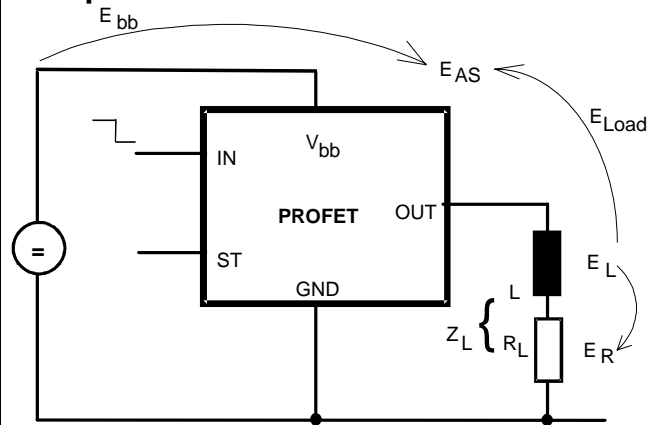 E bb
E AS
E Load
V bb
IN
PROFET
OUT
=
ST
GND
L
E L
Z L { R L
E R